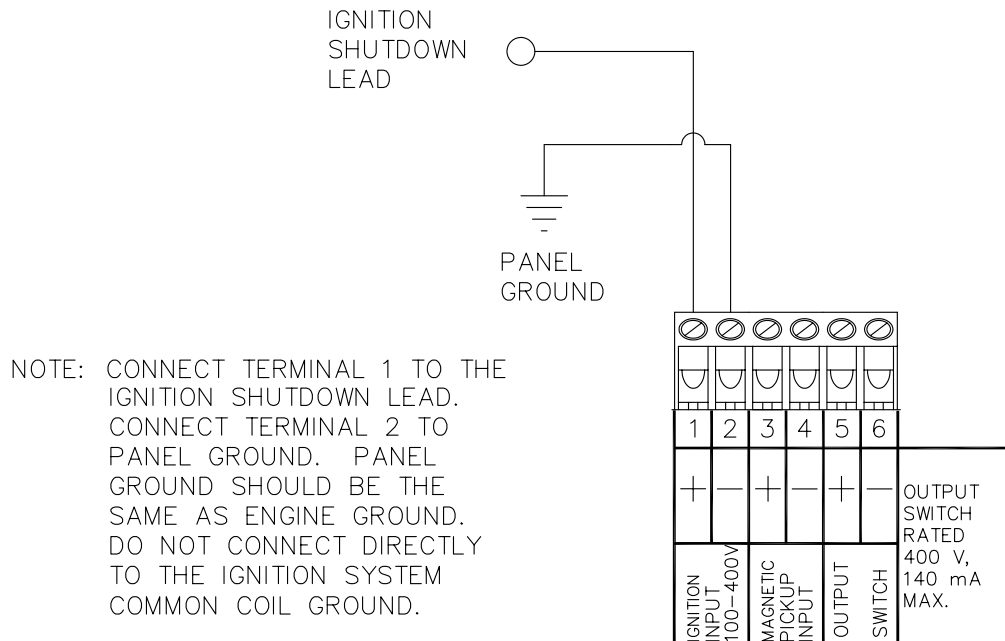 IGNITION
SHUTDOWN
LEAD
PANEL
GROUND
NOTE: CONNECT TERMINAL 1 TO THE
IGNITION SHUTDOWN LEAD.
CONNECT TERMINAL 2 TO
PANEL GROUND. PANEL
GROUND SHOULD BE THE
SAME AS ENGINE GROUND.
DO NOT CONNECT DIRECTLY
TO THE IGNITION SYSTEM
COMMON COIL GROUND.
1 2 3 4 5 6
+ − + − + −
OUTPUT
SWITCH
RATED
400 V,
140 mA
MAX.
IGNITION
INPUT
100-400V
MAGNETIC
PICKUP
INPUT
OUTPUT
SWITCH